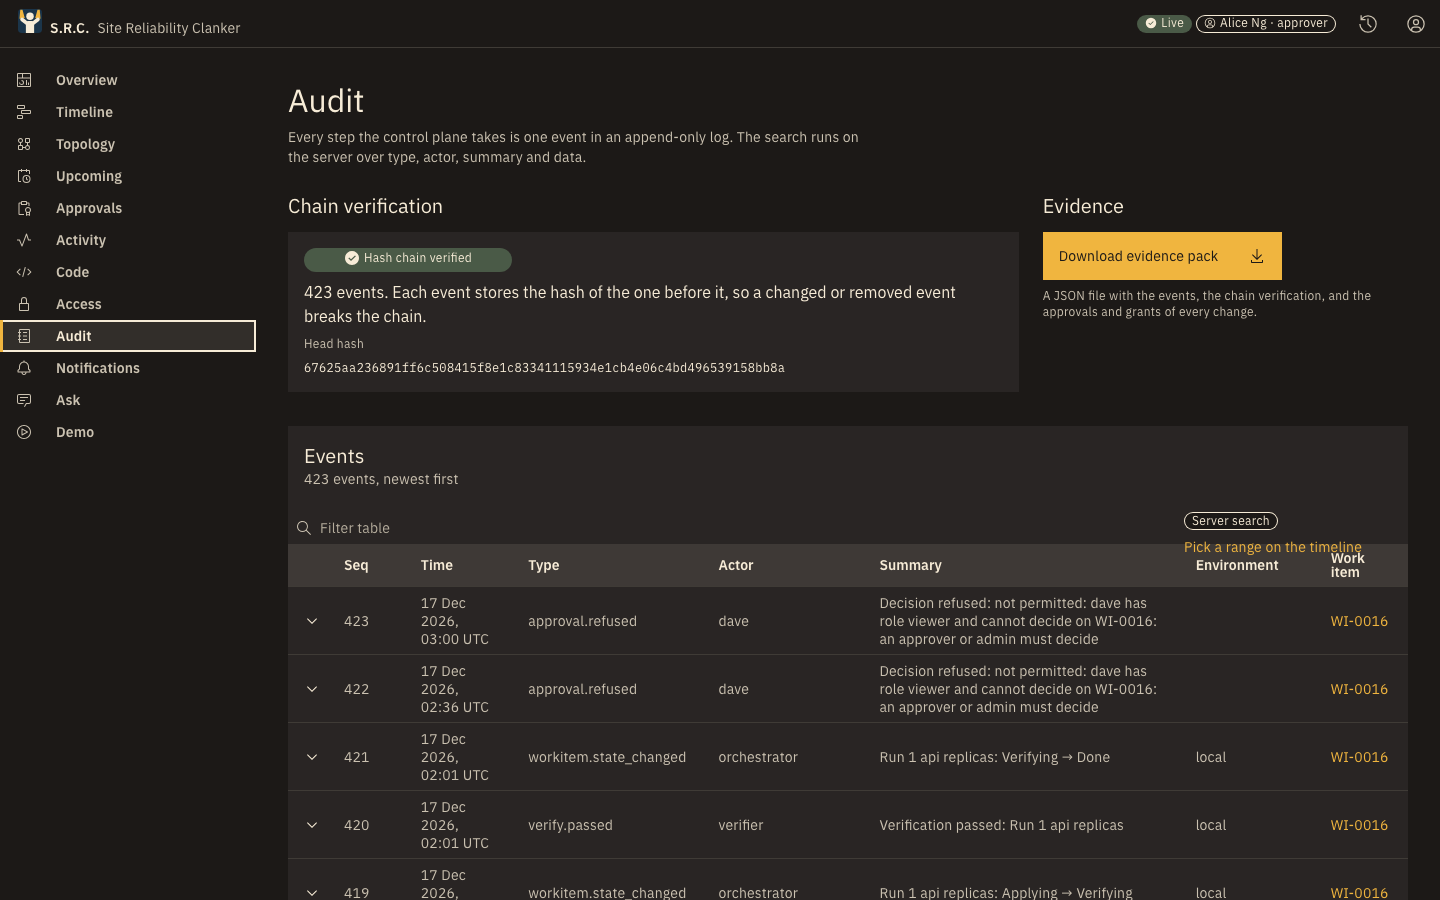 S.R.C. Site Reliability Clanker
Live
Alice Ng · approver
Overview
Timeline
Topology
Upcoming
Approvals
Activity
Code
Access
Audit
Notifications
Ask
Demo
Audit
Every step the control plane takes is one event in an append-only log. The search runs on
the server over type, actor, summary and data.
Chain verification
Hash chain verified
423 events. Each event stores the hash of the one before it, so a changed or removed event
breaks the chain.
Head hash
67625aa236891ff6c508415f8e1c83341115934e1cb4e06c4bd496539158bb8a
Evidence
Download evidence pack
A JSON file with the events, the chain verification, and the
approvals and grants of every change.
Events
423 events, newest first
Filter table
Server search
Pick a range on the timeline
Seq Time Type Actor Summary Environment Work
item
423 17 Dec
2026,
03:00 UTC approval.refused dave Decision refused: not permitted: dave has
role viewer and cannot decide on WI-0016:
an approver or admin must decide WI-0016
422 17 Dec
2026,
02:36 UTC approval.refused dave Decision refused: not permitted: dave has
role viewer and cannot decide on WI-0016:
an approver or admin must decide WI-0016
421 17 Dec
2026,
02:01 UTC workitem.state_changed orchestrator Run 1 api replicas: Verifying → Done local WI-0016
420 17 Dec
2026,
02:01 UTC verify.passed verifier Verification passed: Run 1 api replicas local WI-0016
419 17 Dec
2026, workitem.state_changed orchestrator Run 1 api replicas: Applying → Verifying local WI-0016